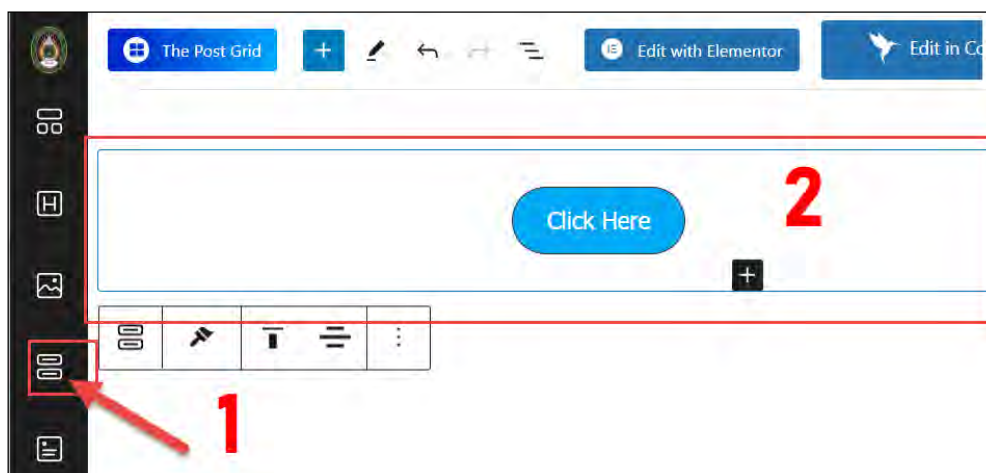 The Post Grid
Edit with Elementor
Edit in Co
2
Click Here
1